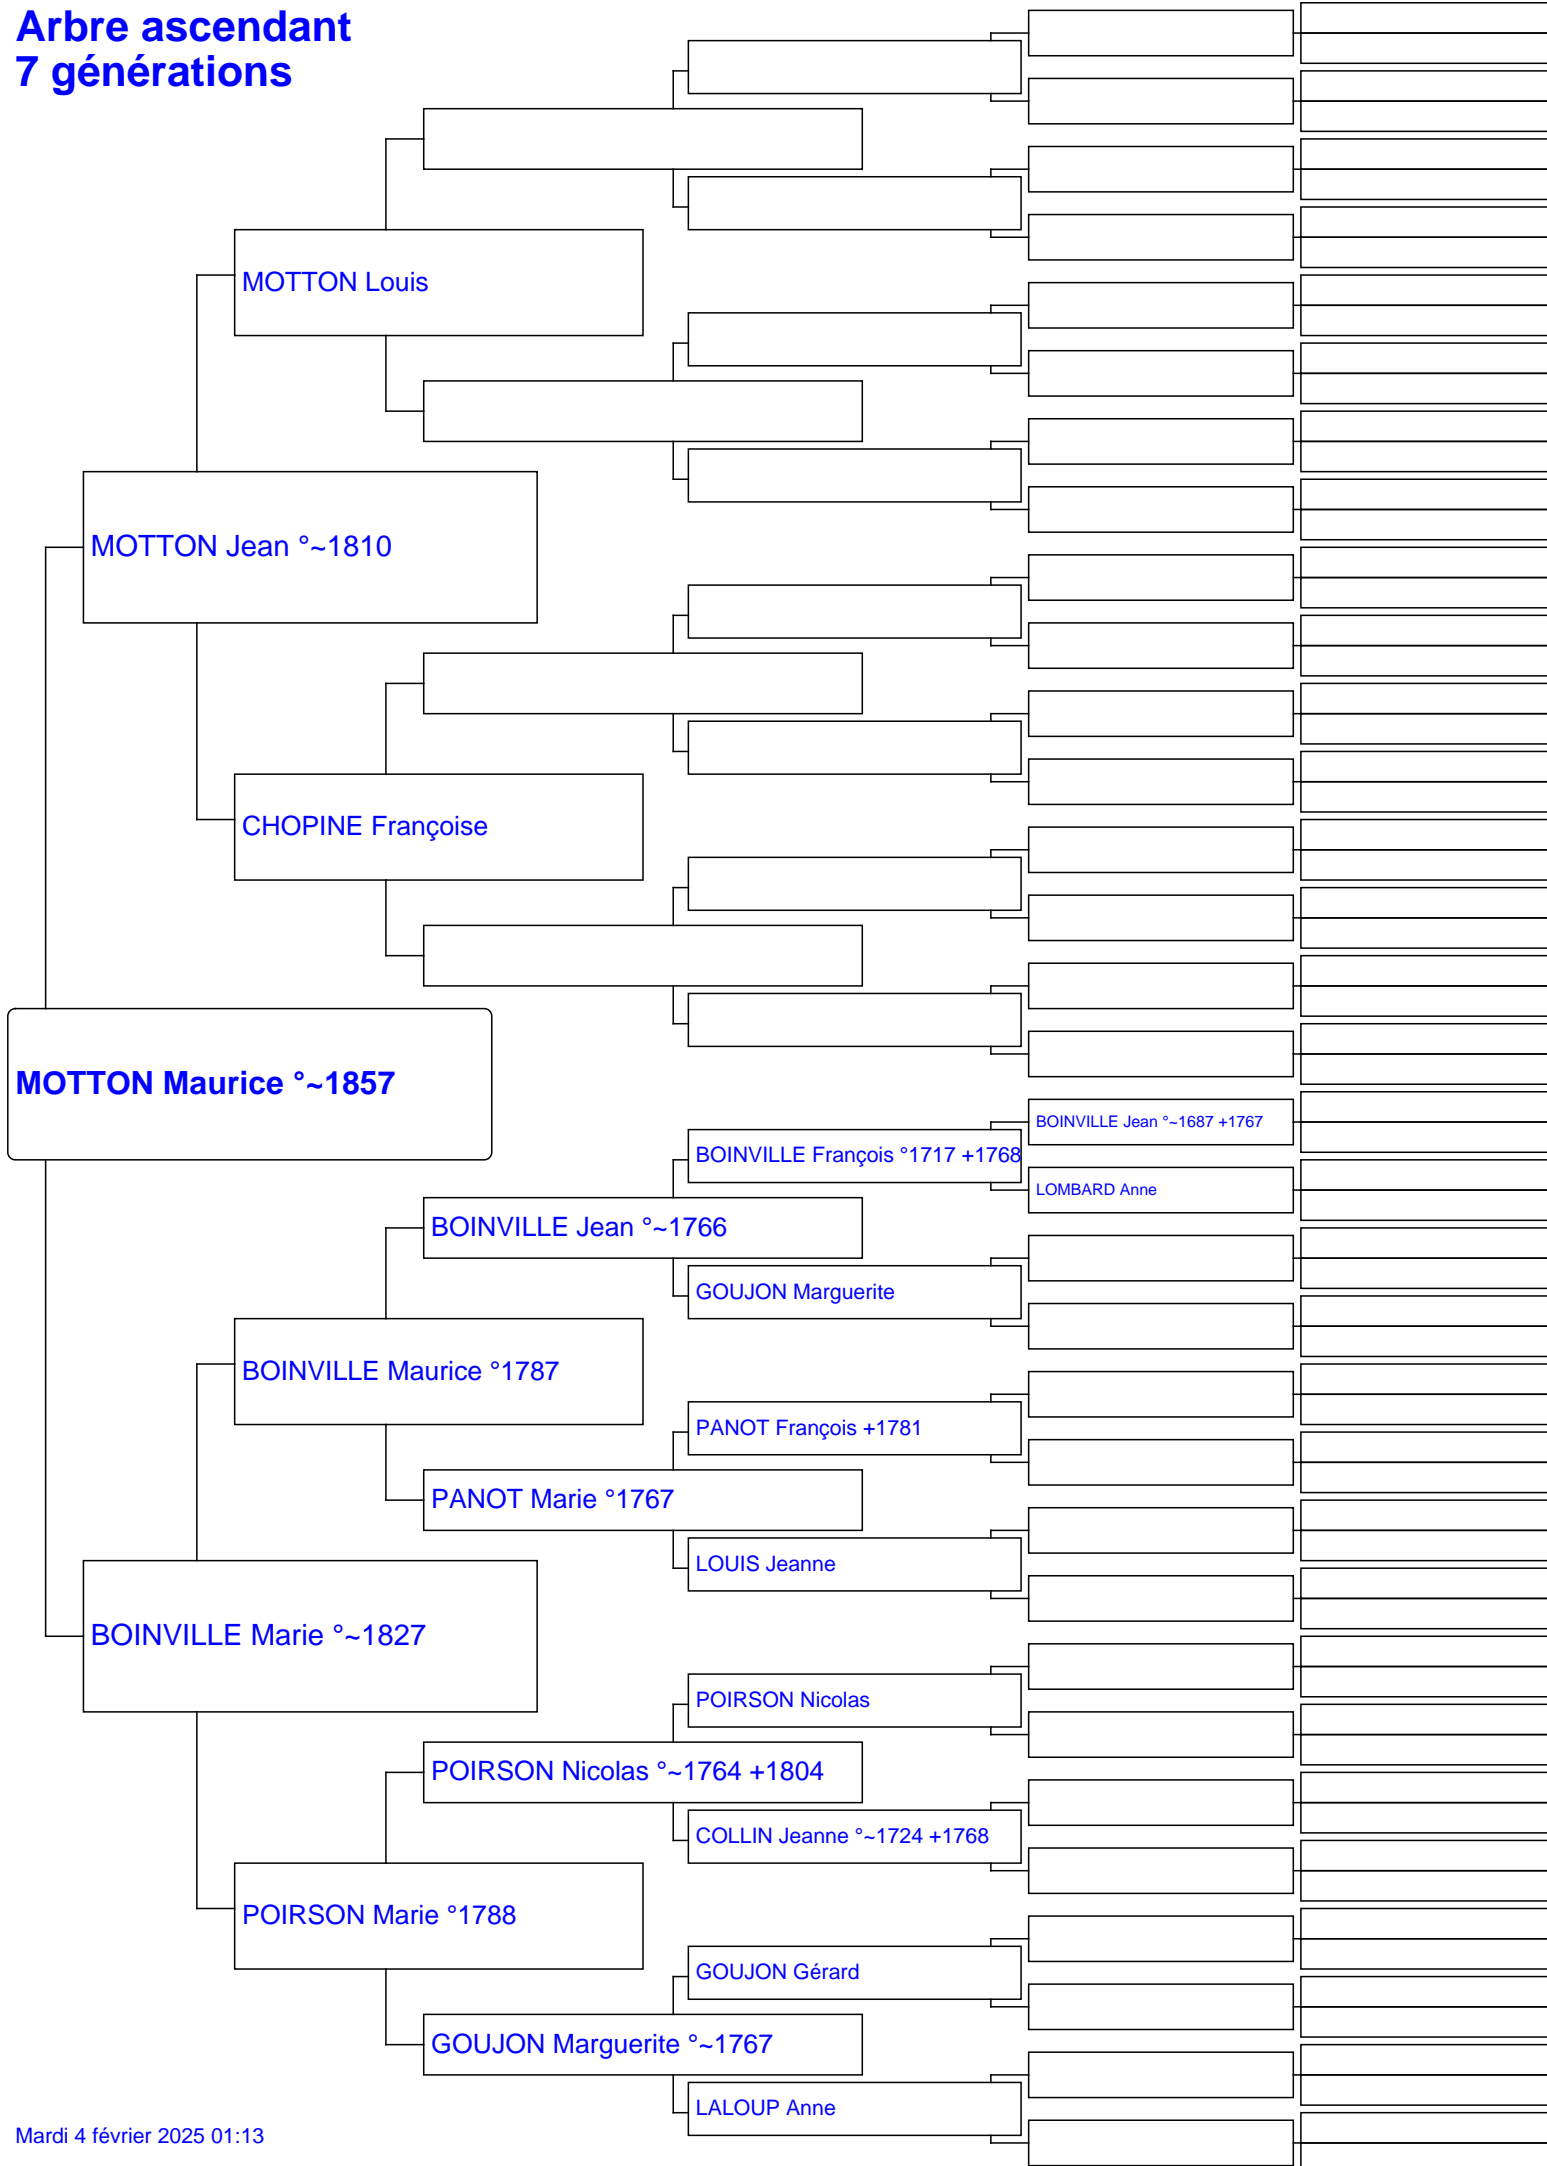 Arbre ascendant
7 générations
MOTTON Louis
MOTTON Jean °~1810
CHOPINE Françoise
MOTTON Maurice °~1857
BOINVILLE Jean °~1687 +1767
BOINVILLE François °1717 +1768
LOMBARD Anne
BOINVILLE Jean °~1766
GOUJON Marguerite
BOINVILLE Maurice °1787
PANOT François +1781
PANOT Marie °1767
LOUIS Jeanne
BOINVILLE Marie °~1827
POIRSON Nicolas
POIRSON Nicolas °~1764 +1804
COLLIN Jeanne °~1724 +1768
POIRSON Marie °1788
GOUJON Gérard
GOUJON Marguerite °~1767
LALOUP Anne
Mardi 4 février 2025 01:13